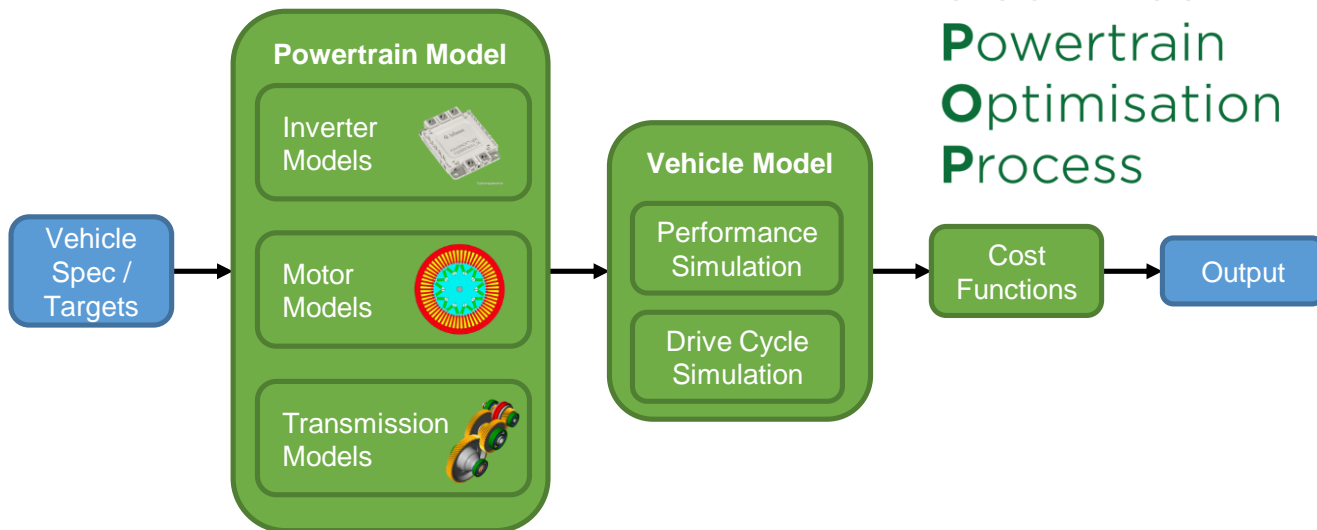 Powertrain
Optimisation
Process
Powertrain Model
Inverter
Models
Motor
Models
Transmission
Models
Vehicle Model
Performance
Simulation
Drive Cycle
Simulation
Vehicle
Spec /
Targets
Cost
Functions
Output